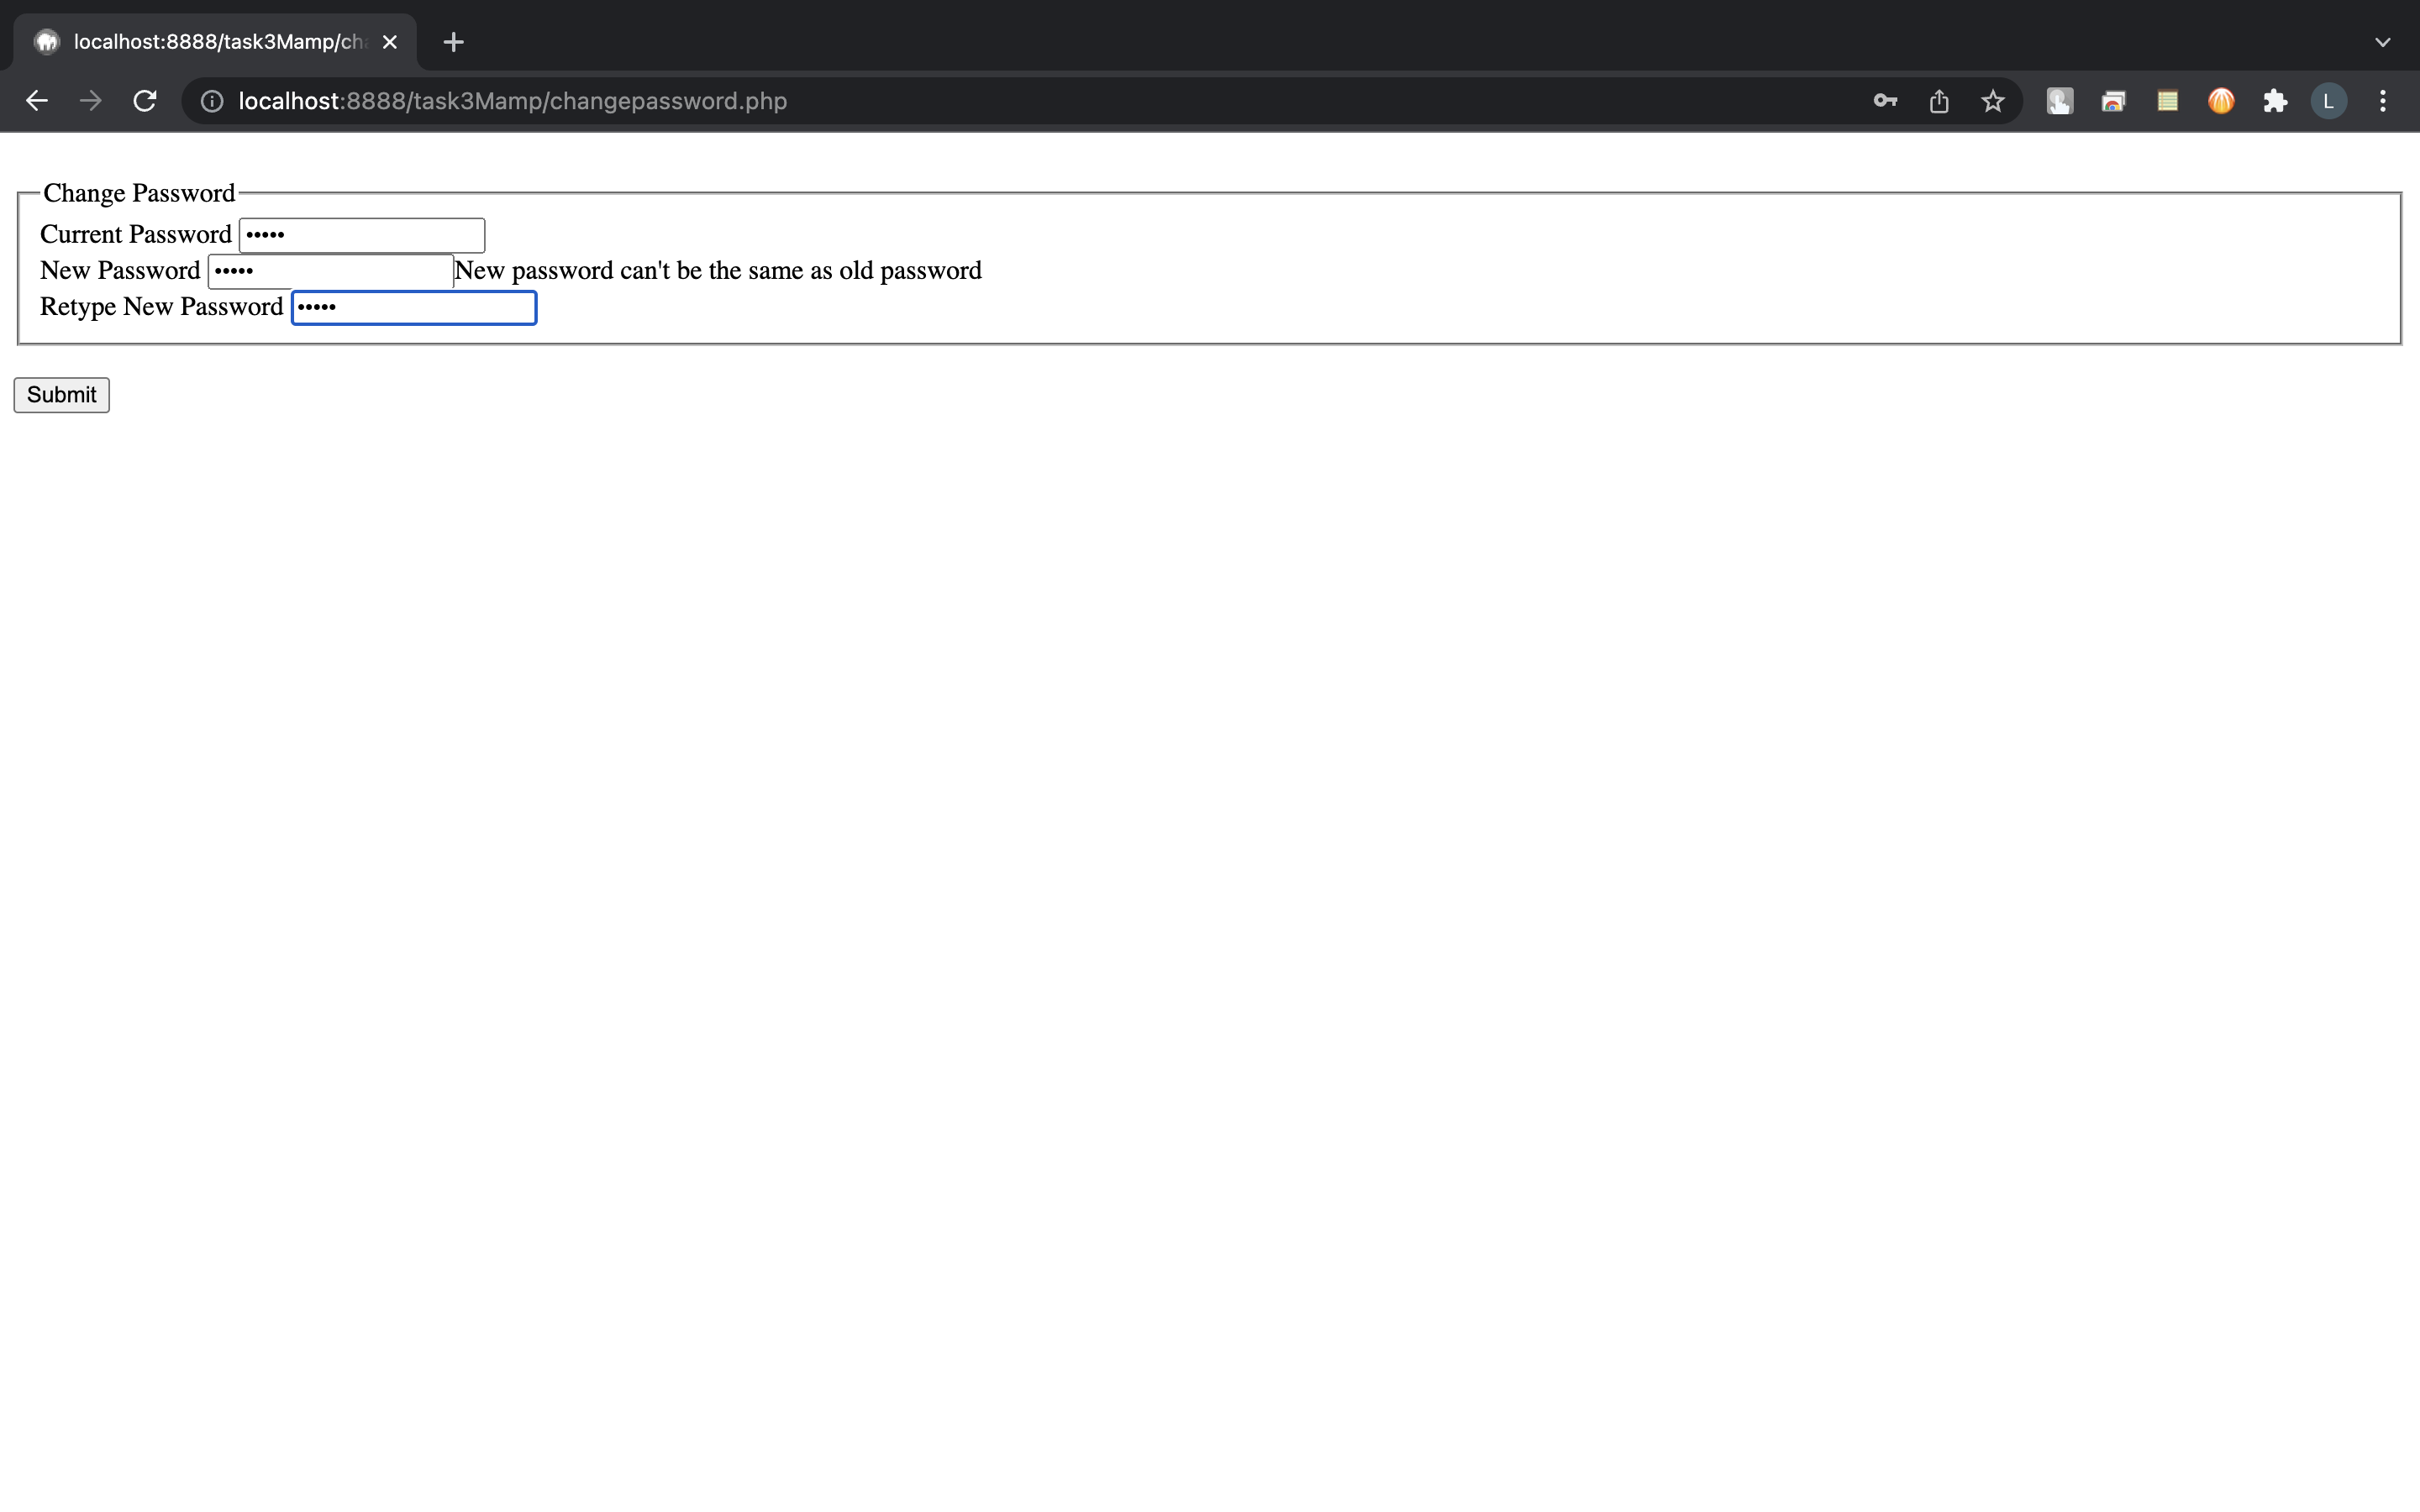 localhost:8888/task3Mamp/ch
localhost:8888/task3Mamp/changepassword.php
L
Change Password
Current Password •••••
New Password •••••New password can't be the same as old password
Retype New Password •••••
Submit